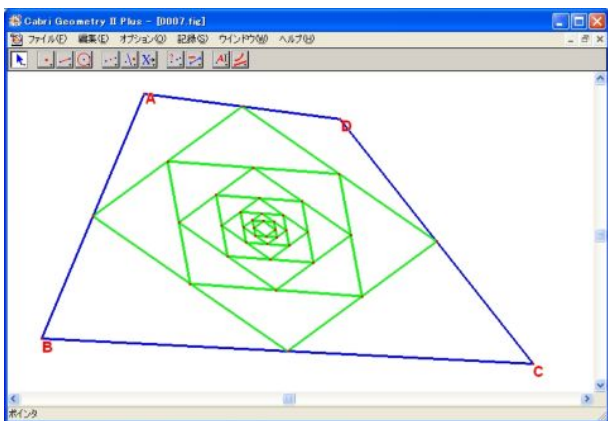 Cabri Geometry II Plus - [0007.fig]
ファイル(F) 編集(E) オプション(O) 記録(S) ウインドウ(W) ヘルプ(H)
A
D
B
C
ポインタ